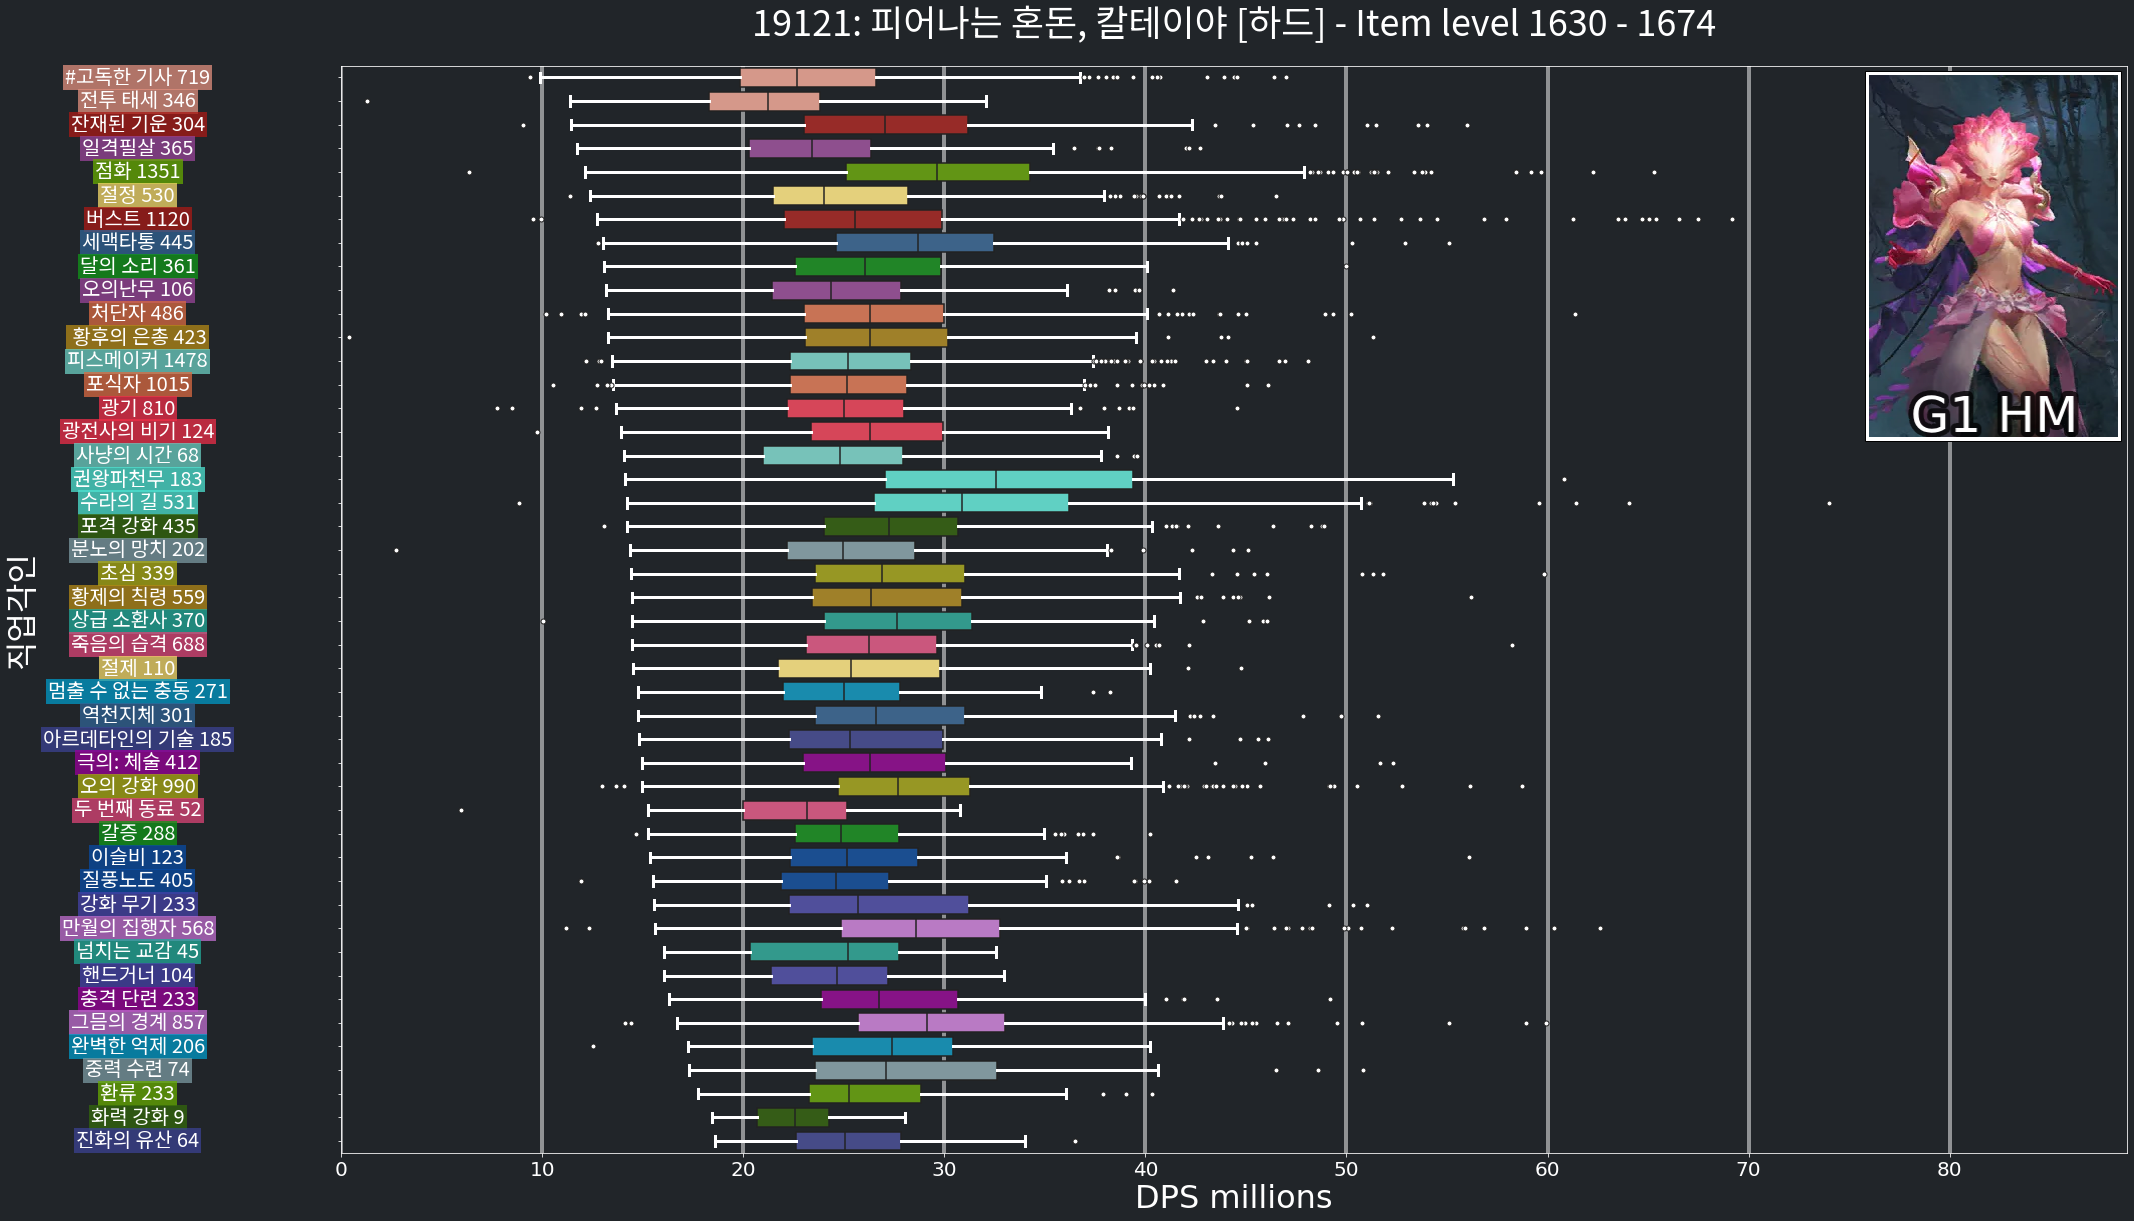 19121: 피어나는 혼돈, 칼테이야 [하드] - Item level 1630 - 1674
#고독한 기사 719
전투 태세 346
잔재된 기운 304
일격필살 365
점화 1351
절정 530
버스트 1120
세맥타통 445
달의 소리 361
오의난무 106
처단자 486
황후의 은총 423
피스메이커 1478
포식자 1015
광기 810
광전사의 비기 124
사냥의 시간 68
권왕파천무 183
수라의 길 531
포격 강화 435
분노의 망치 202
초심 339
황제의 칙령 559
상급 소환사 370
죽음의 습격 688
절제 110
멈출 수 없는 충동 271
역천지체 301
아르데타인의 기술 185
극의: 체술 412
오의 강화 990
두 번째 동료 52
갈증 288
이슬비 123
질풍노도 405
강화 무기 233
만월의 집행자 568
넘치는 교감 45
핸드거너 104
충격 단련 233
그믐의 경계 857
완벽한 억제 206
중력 수련 74
환류 233
화력 강화 9
진화의 유산 64
직업각인
G1 HM
0 10 20 30 40 50 60 70 80
DPS millions